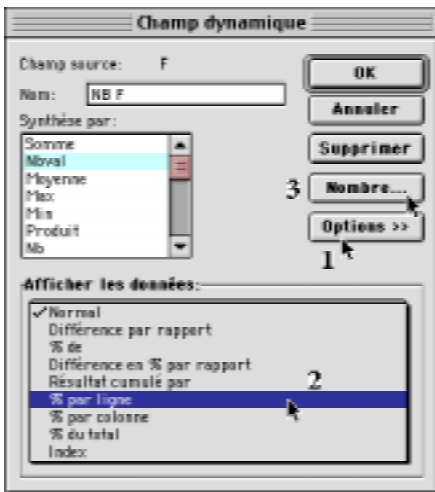 Champ dynamique
Champ source: F
OK
Nom: NB F
Annuler
Synthèse par:
Somme
Nbval
Moyenne
Max
Min
Produit
Nb
Supprimer
3 Nombre...
Options >>
1
Afficher les données:
✓Normal
Différence par rapport
% de
Différence en % par rapport
Résultat cumulé par
2
% par ligne
% par colonne
% du total
Index